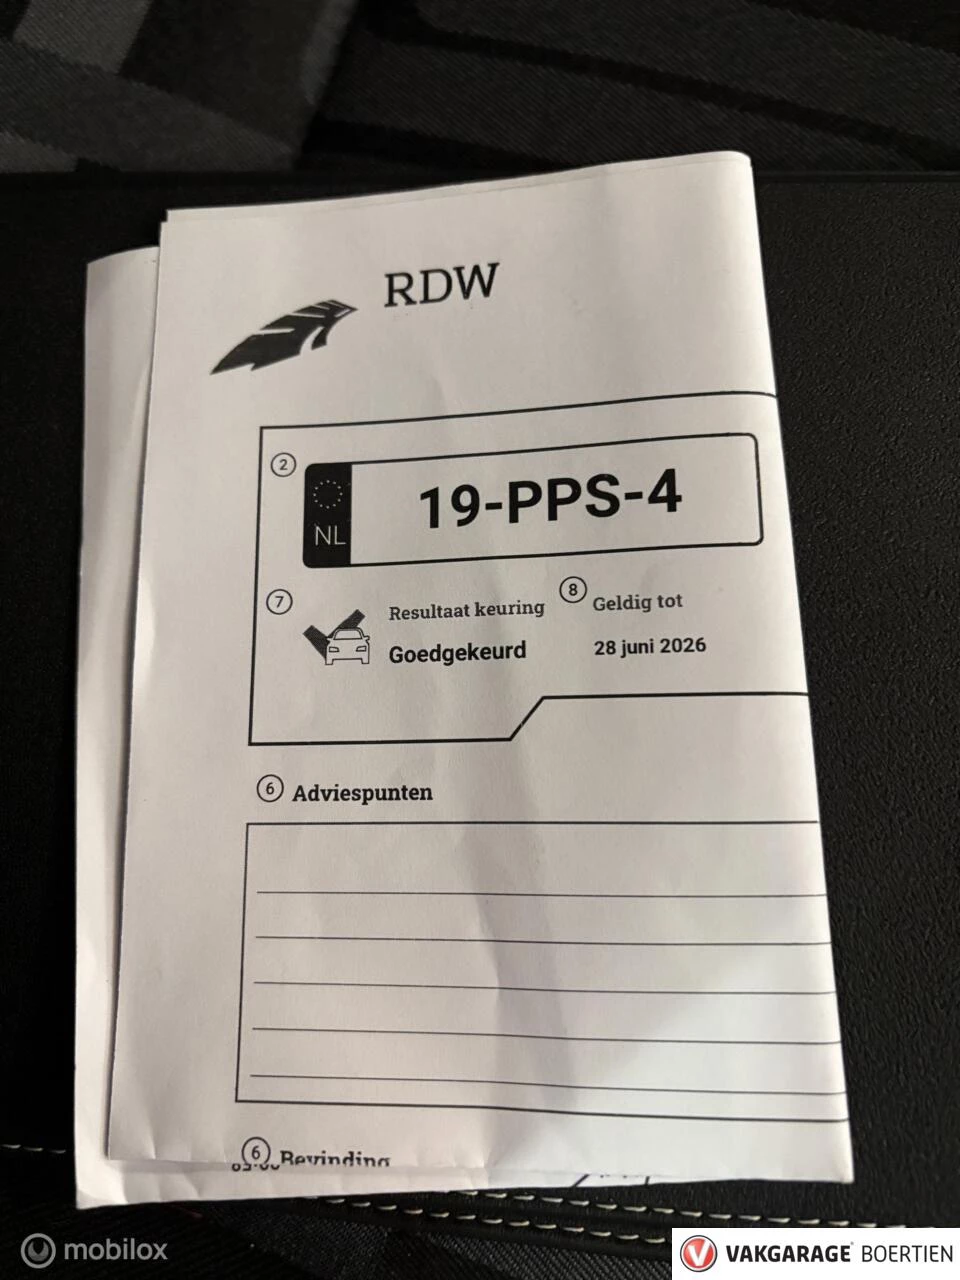 RDW
2
NL
19-PPS-4
7
Resultaat keuring
8
Geldig tot
Goedgekeurd
28 juni 2026
6 Adviespunten
6 Bevinding
mobilox
VAKGARAGE BOERTIEN